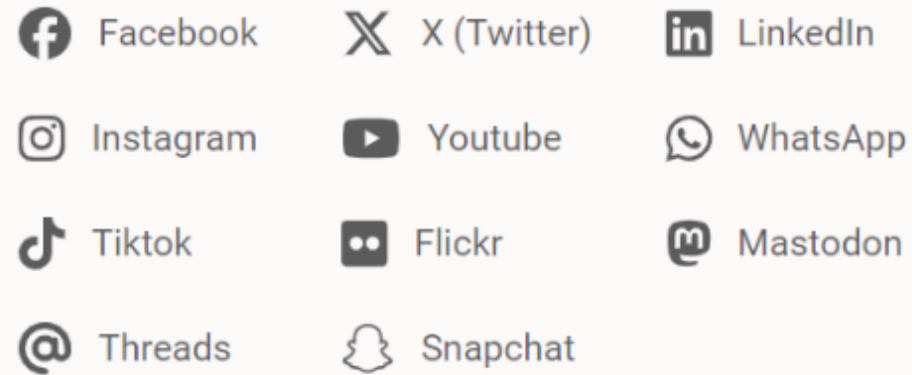 Facebook X (Twitter) LinkedIn
Instagram Youtube WhatsApp
Tiktok Flickr Mastodon
Threads Snapchat